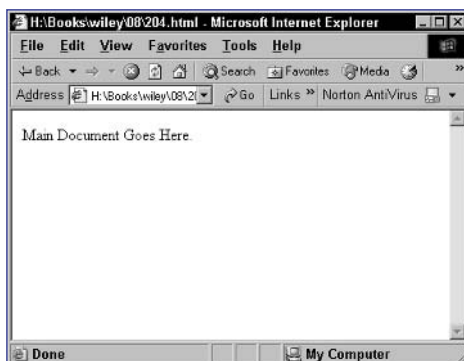 H:\Books\wiley\08\204.html - Microsoft Internet Explorer
File Edit View Favorites Tools Help
Back Search Favorites Media »
Address H:\Books\wiley\08\2( Go Links » Norton AntiVirus
Main Document Goes Here.
Done My Computer